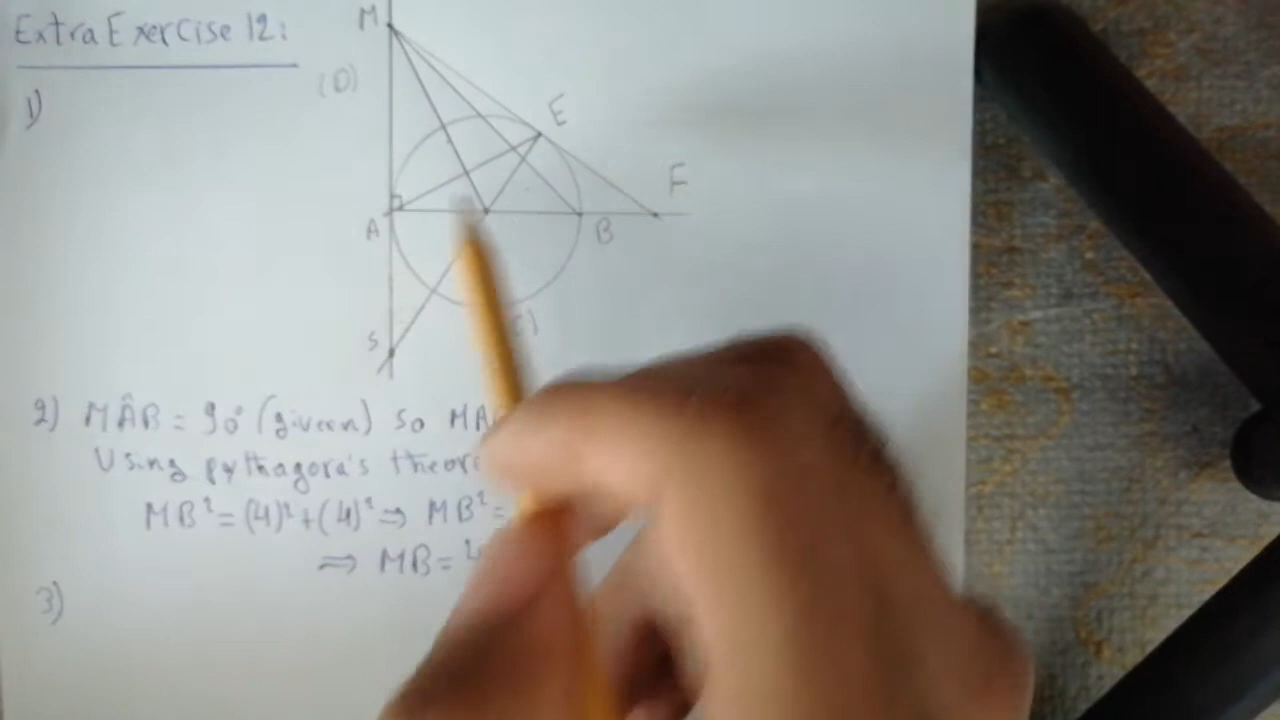 Extra Exercise 12:
1)
M
(D)
E
F
A
B
S
2) MÂB = 90° (given) so MA
Using pythagora's theore
MB² = (4)² + (4)² ⇒ MB² =
⇒ MB =
3)